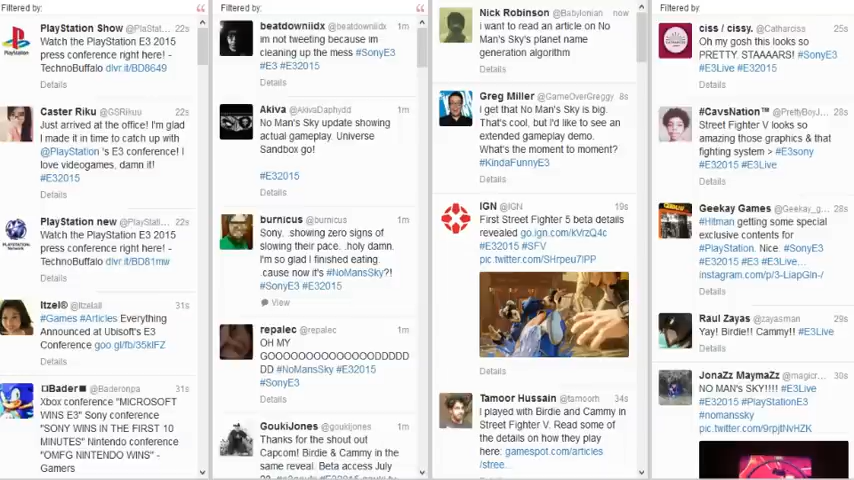 Filtered by:
PlayStation Show @PlaStat... 22s
Watch the PlayStation E3 2015
press conference right here! -
TechnoBuffalo dlvr.it/BD8649
Details
Caster Riku @GSRikuu 22s
Just arrived at the office! I'm glad
I made it in time to catch up with
@PlayStation 's E3 conference! I
love videogames, damn it!
#E32015
Details
PlayStation new @PlayStati... 22s
Watch the PlayStation E3 2015
press conference right here! -
TechnoBuffalo dlvr.it/BD81mw
Details
Itzel® @itzelall 31s
#Games #Articles Everything
Announced at Ubisoft's E3
Conference goo.gl/fb/35klFZ
Details
Bader @Baderonpa 31s
Xbox conference "MICROSOFT
WINS E3" Sony conference
"SONY WINS IN THE FIRST 10
MINUTES" Nintendo conference
"OMFG NINTENDO WINS" -
Gamers
Filtered by:
beatdowniidx @beatdowniidx 1m
im not tweeting because im
cleaning up the mess #SonyE3
#E3 #E32015
Details
Akiva @AkivaDaphydd 1m
No Man's Sky update showing
actual gameplay. Universe
Sandbox go!
#E32015
Details
burnicus @burnicus 1m
Sony. .showing zero signs of
slowing their pace. .holy damn.
I'm so glad I finished eating.
.cause now it's #NoMansSky?!
#SonyE3 #E32015
View
repalec @repalec 1m
OH MY
GOOOOOOOOOOOOOODDDDDD
DD #NoMansSky #E32015
#SonyE3
Details
GoukiJones @goukijones 1m
Thanks for the shout out
Capcom! Birdie & Cammy in the
same reveal. Beta access July
Nick Robinson @Babylonian now
i want to read an article on No
Man's Sky's planet name
generation algorithm
Details
Greg Miller @GameOverGreggy 8s
I get that No Man's Sky is big.
That's cool, but I'd like to see an
extended gameplay demo.
What's the moment to moment?
#KindaFunnyE3
Details
IGN @IGN 19s
First Street Fighter 5 beta details
revealed go.ign.com/kVrzQ4c
#E32015 #SFV
pic.twitter.com/SHrpeu7IPP
Details
Tamoor Hussain @tamoorh 34s
I played with Birdie and Cammy in
Street Fighter V. Read some of
the details on how they play
here: gamespot.com/articles
/stree...
Filtered by
ciss / cissy. @Catharciss 25s
Oh my gosh this looks so
PRETTY. STAAAARS! #SonyE3
#E3Live #E32015
Details
#CavsNation™ @PrettyBoyJ... 28s
Street Fighter V looks so
amazing those graphics & that
fighting system > #E3sony
#E32015 #E3Live
Details
Geekay Games @Geekay_g... 28s
#Hitman getting some special
exclusive contents for
#PlayStation. Nice. #SonyE3
#E32015 #E3 #E3Live...
instagram.com/p/3-LiapGin-/
Details
Raul Zayas @zayasman 29s
Yay! Birdie!! Cammy!! #E3Live
Details
JonaZz MaymaZz @magicr... 30s
NO MAN'S SKY!!!! #E3Live
#E32015 #PlayStationE3
#nomanssky
pic.twitter.com/9rpjtNvHZK